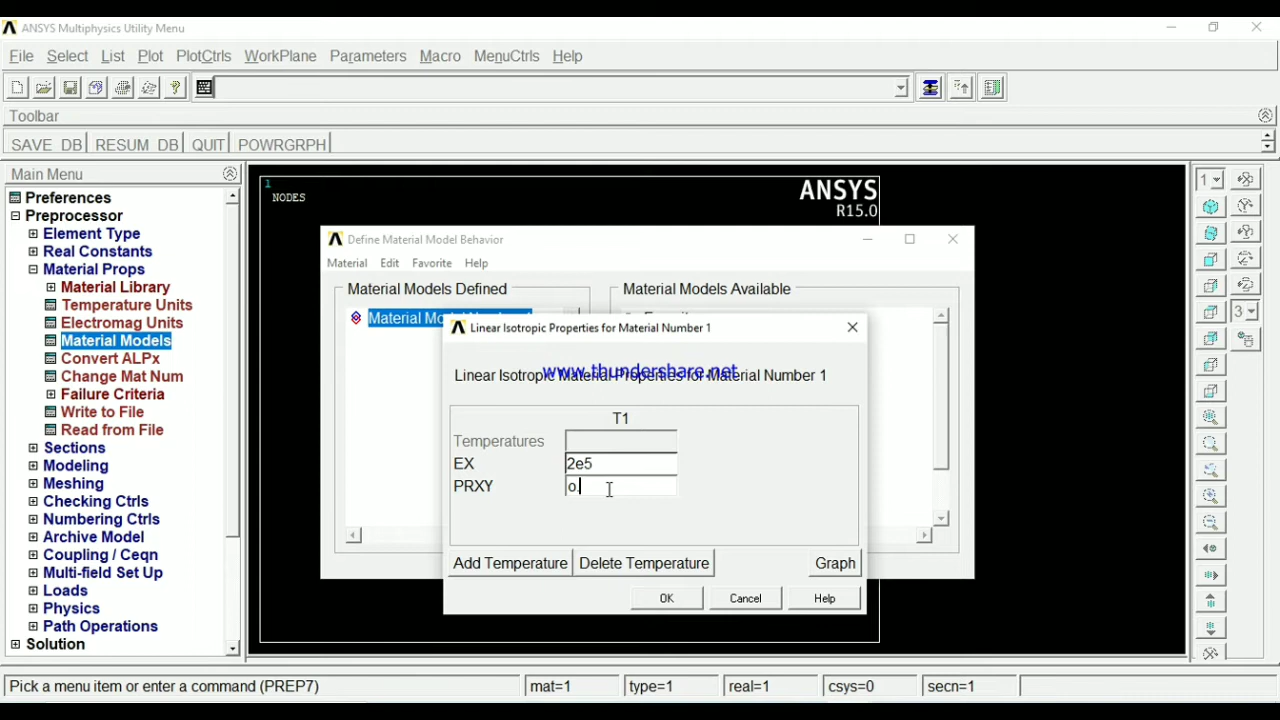 ANSYS Multiphysics Utility Menu
File Select List Plot PlotCtrls WorkPlane Parameters Macro MenuCtrls Help
Toolbar
SAVE_DB RESUM_DB QUIT POWRGRPH
Main Menu
Preferences
Preprocessor
Element Type
Real Constants
Material Props
Material Library
Temperature Units
Electromag Units
Material Models
Convert ALPx
Change Mat Num
Failure Criteria
Write to File
Read from File
Sections
Modeling
Meshing
Checking Ctrls
Numbering Ctrls
Archive Model
Coupling / Ceqn
Multi-field Set Up
Loads
Physics
Path Operations
Solution
1
NODES
ANSYS
R15.0
Define Material Model Behavior
Material Edit Favorite Help
Material Models Defined
Material Models Available
Linear Isotropic Properties for Material Number 1
www.thundershare.net
Linear Isotropic Material Properties for Material Number 1
T1
Temperatures
EX 2e5
PRXY o.
Add Temperature Delete Temperature Graph
OK Cancel Help
1
3
Pick a menu item or enter a command (PREP7) mat=1 type=1 real=1 csys=0 secn=1